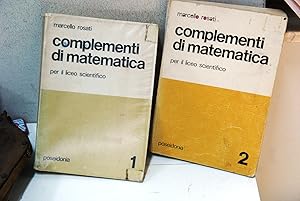 marcello rosati
complementi
di matematica
per il liceo scientifico
poseidonia
1
marcello rosati
complementi
di matematica
per il liceo scientifico
poseidonia
2